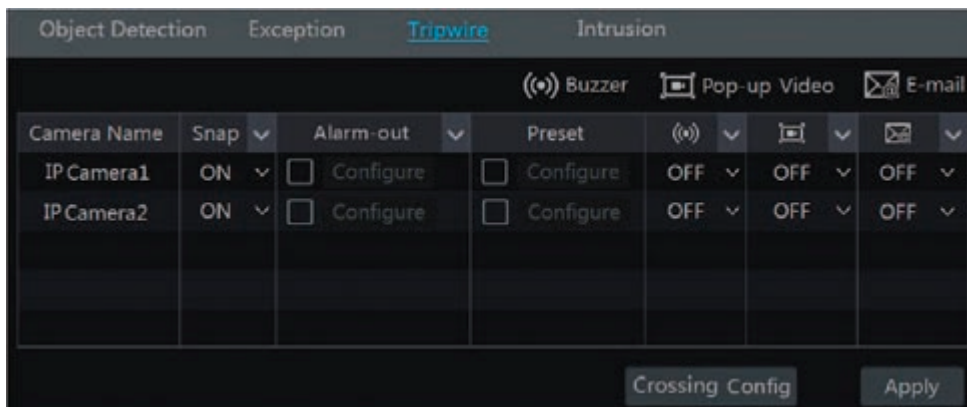 Object Detection Exception Tripwire Intrusion
Buzzer Pop-up Video E-mail
Camera Name Snap Alarm-out Preset
IP Camera1 ON Configure Configure OFF OFF OFF
IP Camera2 ON Configure Configure OFF OFF OFF
Crossing Config Apply